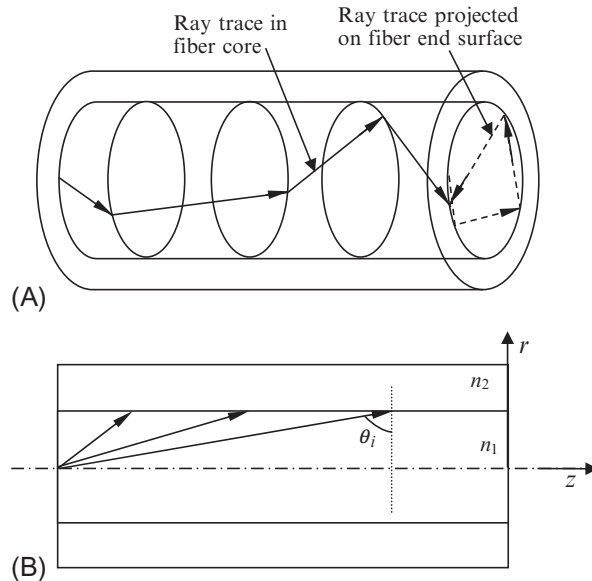 Ray trace in
fiber core
Ray trace projected
on fiber end surface
(A)
r
n₂
θᵢ
n₁
z
(B)